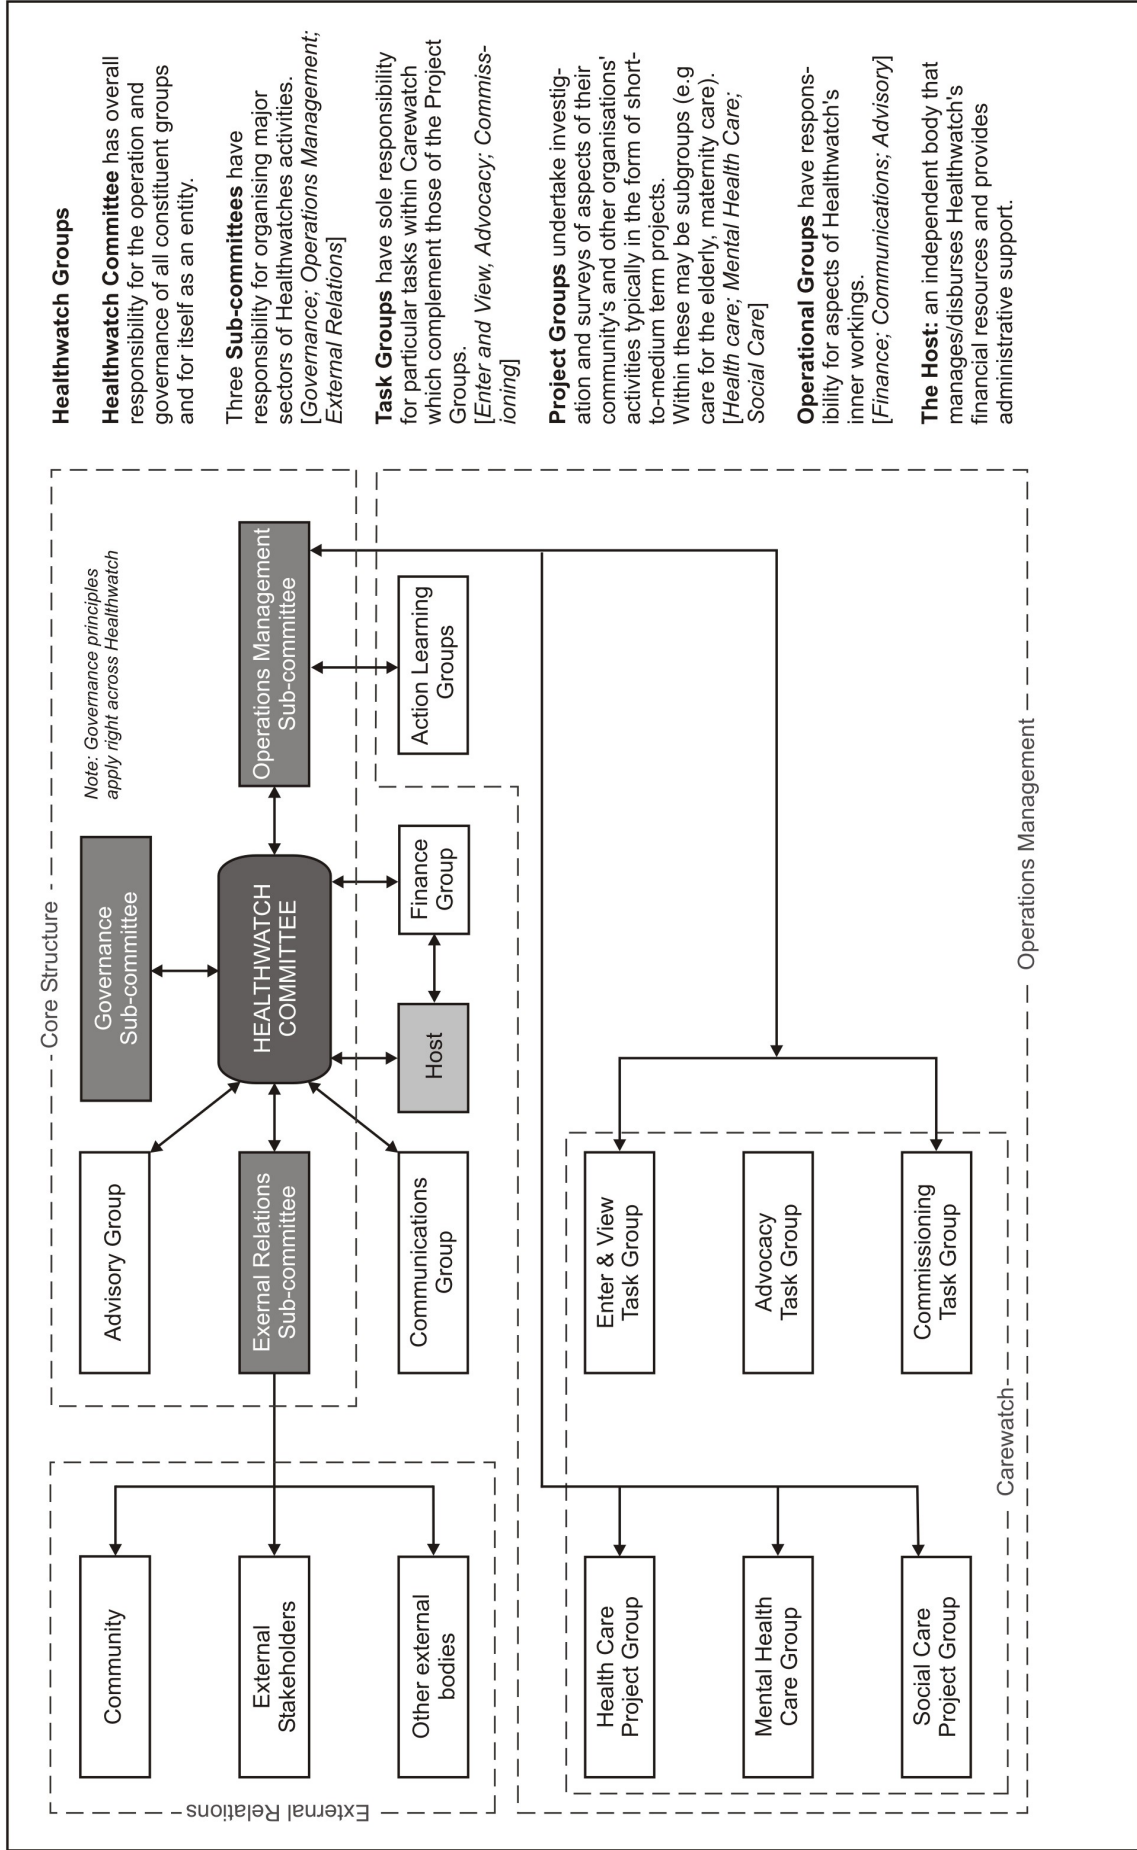 Core Structure
Note: Governance principles
apply right across Healthwatch
Advisory Group
Governance
Sub-committee
Exernal Relations
Sub-committee
HEALTHWATCH
COMMITTEE
Operations Management
Sub-committee
Communications
Group
Host
Finance
Group
Action Learning
Groups
External Relations
Community
External
Stakeholders
Other external
bodies
Health Care
Project Group
Mental Health
Care Group
Social Care
Project Group
Enter & View
Task Group
Advocacy
Task Group
Commissioning
Task Group
Carewatch
Operations Management
Healthwatch Groups
Healthwatch Committee has overall
responsibility for the operation and
governance of all constituent groups
and for itself as an entity.
Three Sub-committees have
responsibility for organising major
sectors of Healthwatches activities.
[Governance; Operations Management;
External Relations]
Task Groups have sole responsibility
for particular tasks within Carewatch
which complement those of the Project
Groups.
[Enter and View, Advocacy; Commiss-
ioning]
Project Groups undertake investig-
ation and surveys of aspects of their
community's and other organisations'
activities typically in the form of short-
to-medium term projects.
Within these may be subgroups (e.g
care for the elderly, maternity care).
[Health care; Mental Health Care;
Social Care]
Operational Groups have respons-
ibility for aspects of Healthwatch's
inner workings.
[Finance; Communications; Advisory]
The Host: an independent body that
manages/disburses Healthwatch's
financial resources and provides
administrative support.